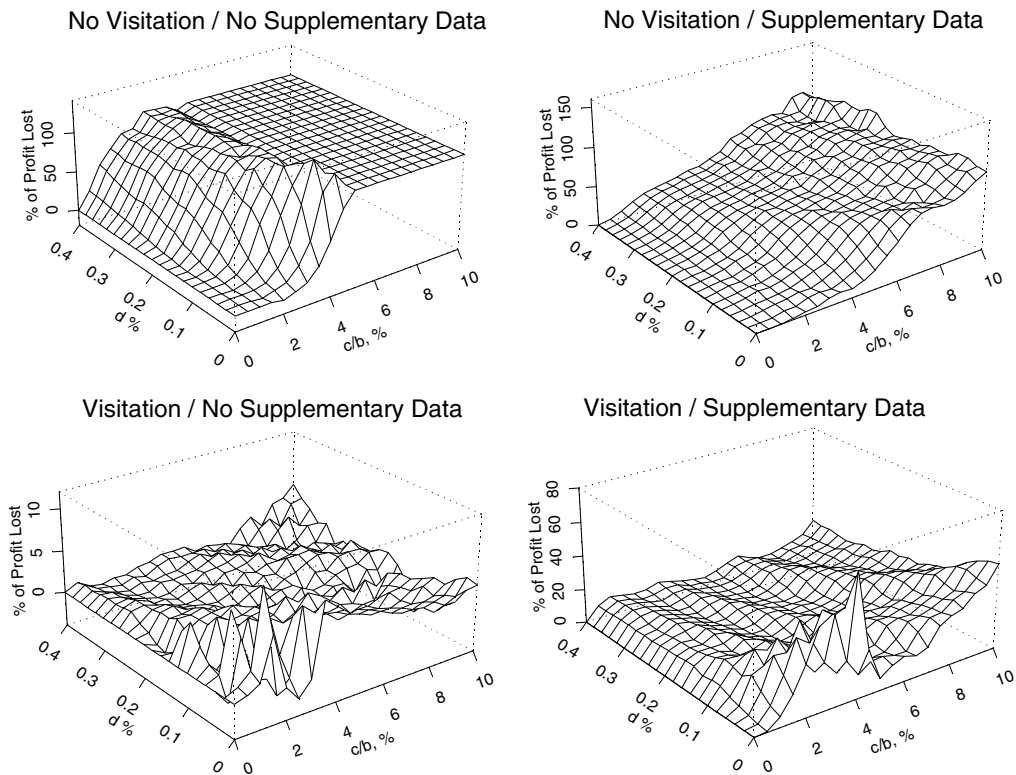 No Visitation / No Supplementary Data
% of Profit Lost
0 50 100
0.4 0.3 0.2 0.1 0
d %
0 2 4 6 8 10
c/b, %
No Visitation / Supplementary Data
% of Profit Lost
0 50 100 150
0.4 0.3 0.2 0.1 0
d %
0 2 4 6 8 10
c/b, %
Visitation / No Supplementary Data
% of Profit Lost
0 5 10
0.4 0.3 0.2 0.1 0
d %
0 2 4 6 8 10
c/b, %
Visitation / Supplementary Data
% of Profit Lost
0 20 40 60 80
0.4 0.3 0.2 0.1 0
d %
0 2 4 6 8 10
c/b, %